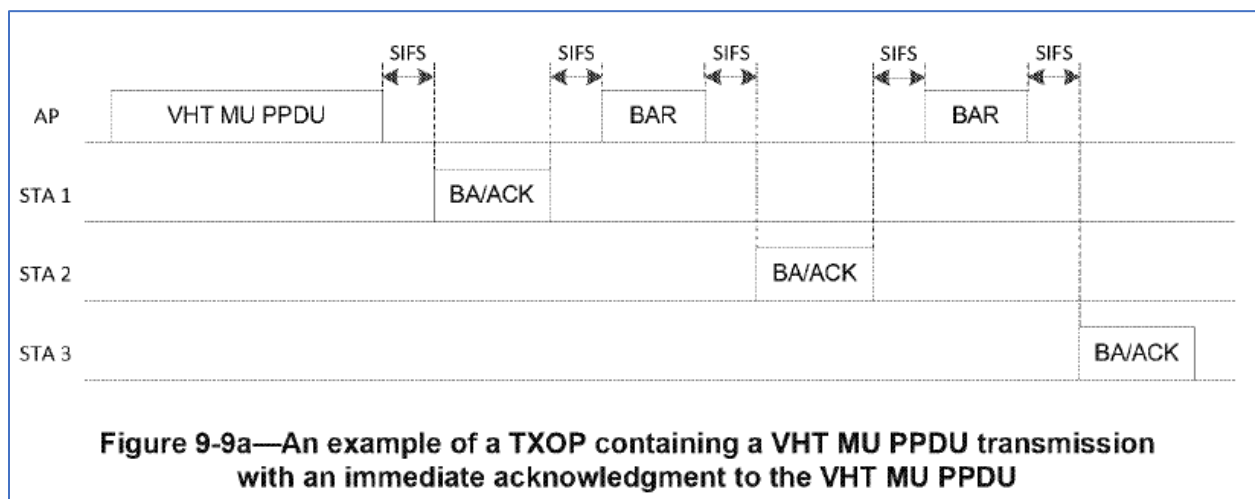 SIFS SIFS SIFS SIFS SIFS
AP VHT MU PPDU BAR BAR
STA 1 BA/ACK
STA 2 BA/ACK
STA 3 BA/ACK
Figure 9-9a—An example of a TXOP containing a VHT MU PPDU transmission
with an immediate acknowledgment to the VHT MU PPDU